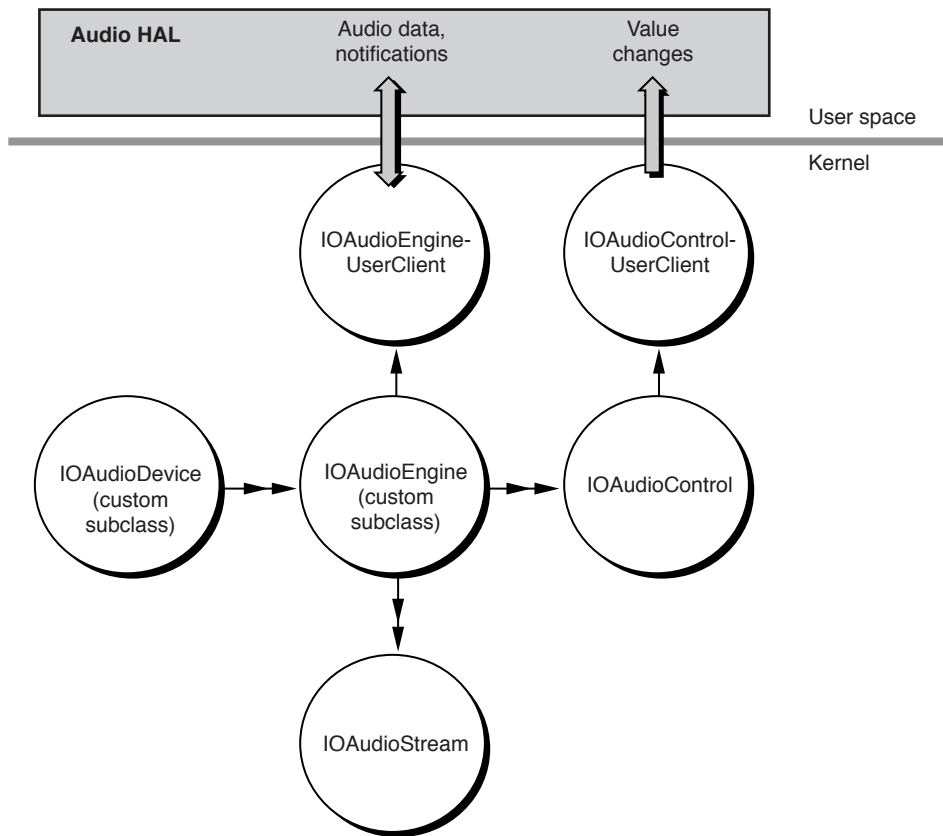 Audio HAL
Audio data,
notifications
Value
changes
User space
Kernel
IOAudioEngine-
UserClient
IOAudioControl-
UserClient
IOAudioDevice
(custom
subclass)
IOAudioEngine
(custom
subclass)
IOAudioControl
IOAudioStream